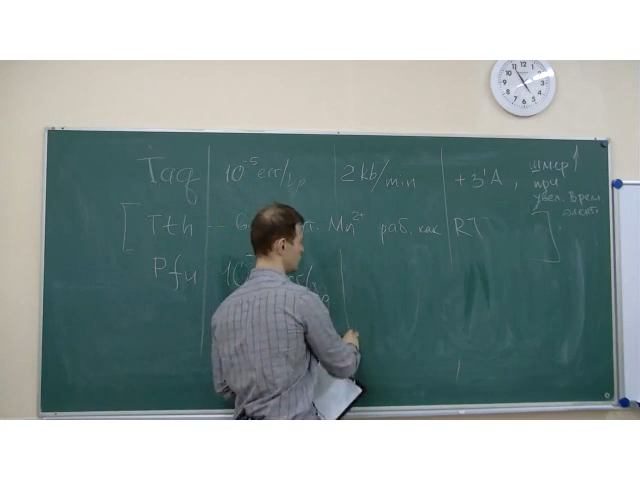 Taq 10⁻⁵ err/bp 2 kb/min +3'A, шмер ↑
при
увел. врем.
элонг.
[ Tth — Mn²⁺ раб. как RT ]
Pfu 10